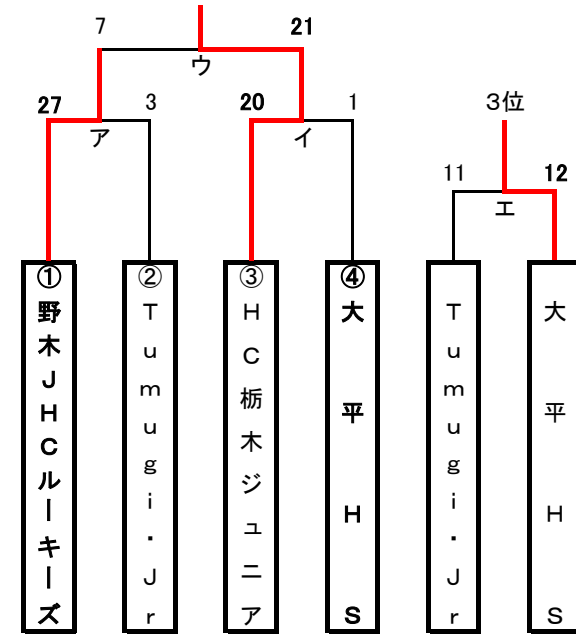 7 21
ウ
27 3 20 1 3位
ア イ
11 12
エ
①野木JHCルーキーズ
②Tumugi・Jr
③HC栃木ジュニア
④大平HS
Tumugi・Jr
大平HS